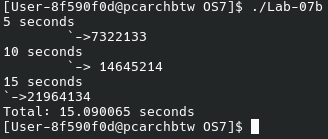 [User-8f590f0d@pcarchbtw OS7]$ ./Lab-07b
5 seconds
`->7322133
10 seconds
`-> 14645214
15 seconds
`->21964134
Total: 15.090065 seconds
[User-8f590f0d@pcarchbtw OS7]$